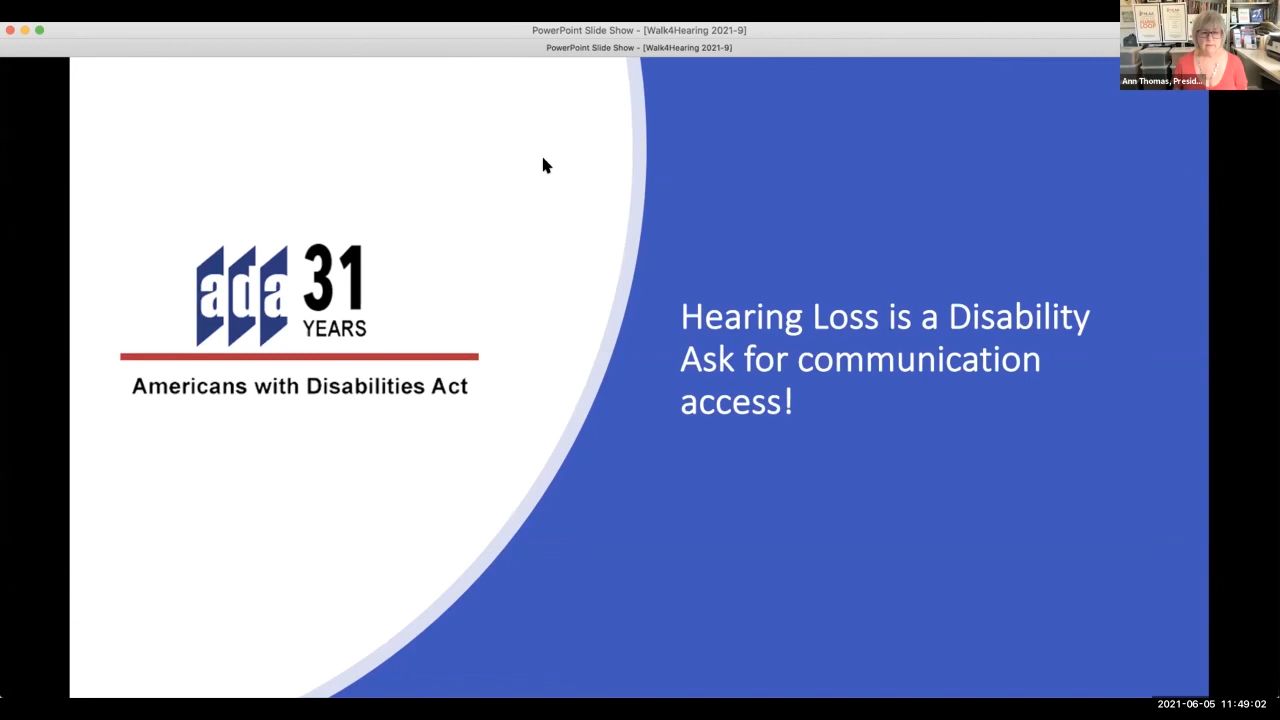 PowerPoint Slide Show - [Walk4Hearing 2021-9]
PowerPoint Slide Show - [Walk4Hearing 2021-9]
Ann Thomas, Presid...
ada 31
YEARS
Americans with Disabilities Act
Hearing Loss is a Disability
Ask for communication
access!
2021-06-05 11:49:02